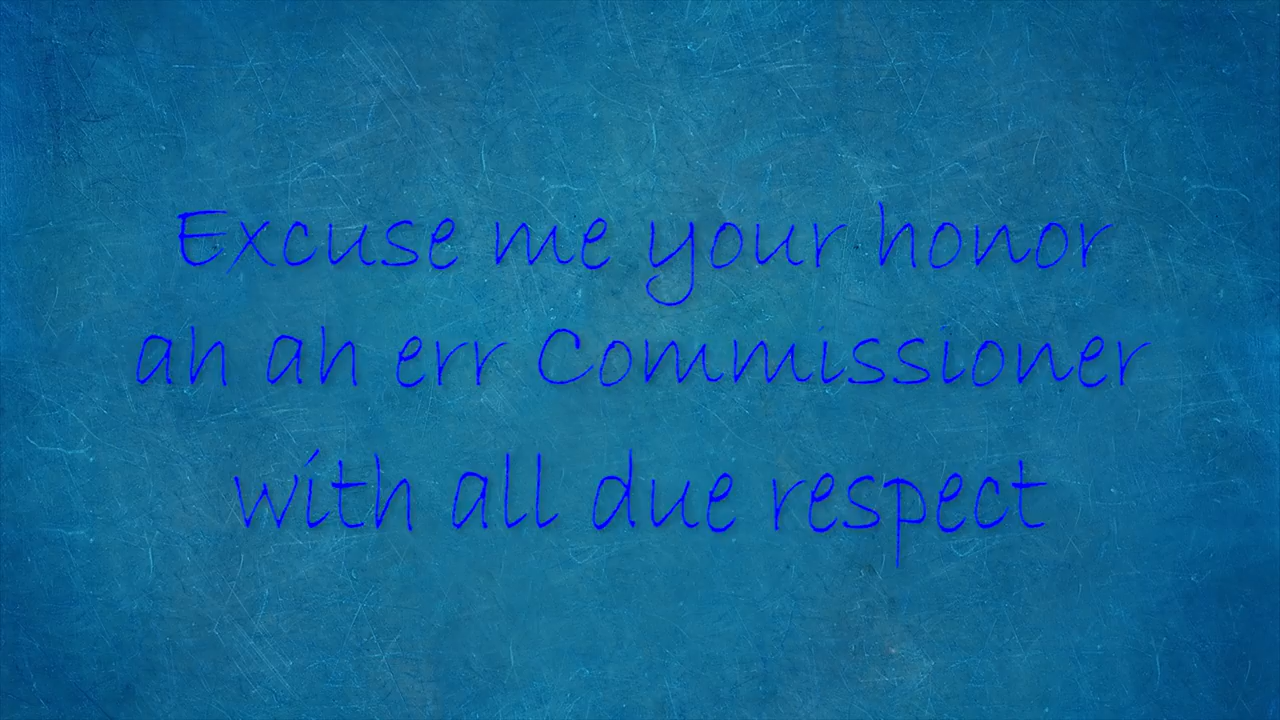 Excuse me your honor
ah ah err Commissioner
with all due respect